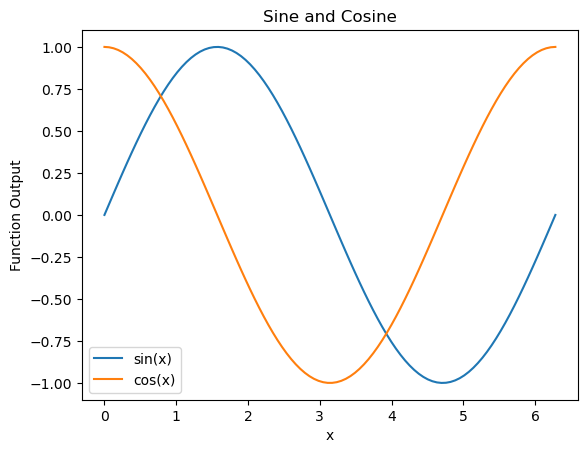 Sine and Cosine
Function Output
1.00
0.75
0.50
0.25
0.00
−0.25
−0.50
−0.75
−1.00
sin(x)
cos(x)
0 1 2 3 4 5 6
x